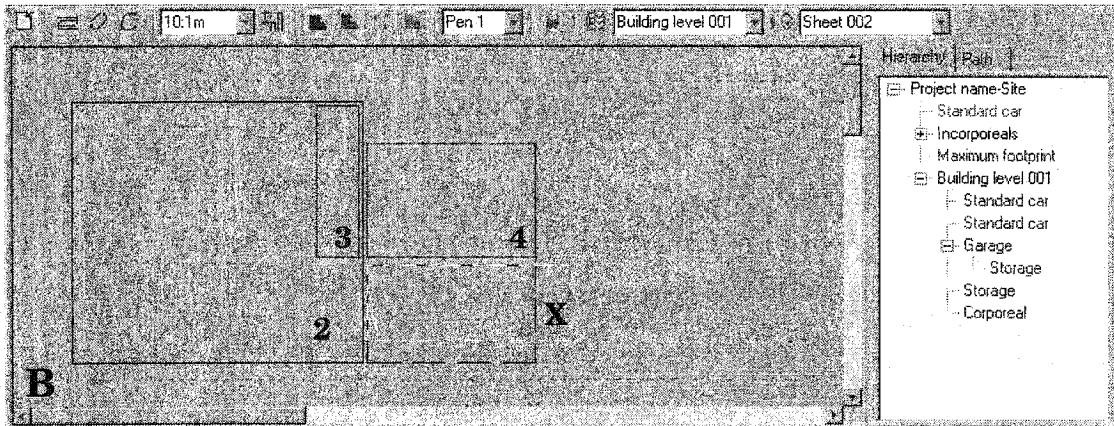 10:1m Pen 1 Building level 001 Sheet 002
Hierarchy Path
Project name-Site
Standard car
Incorporeals
Maximum footprint
Building level 001
Standard car
Standard car
Garage
Storage
Storage
Corporeal
3
4
2
X
B